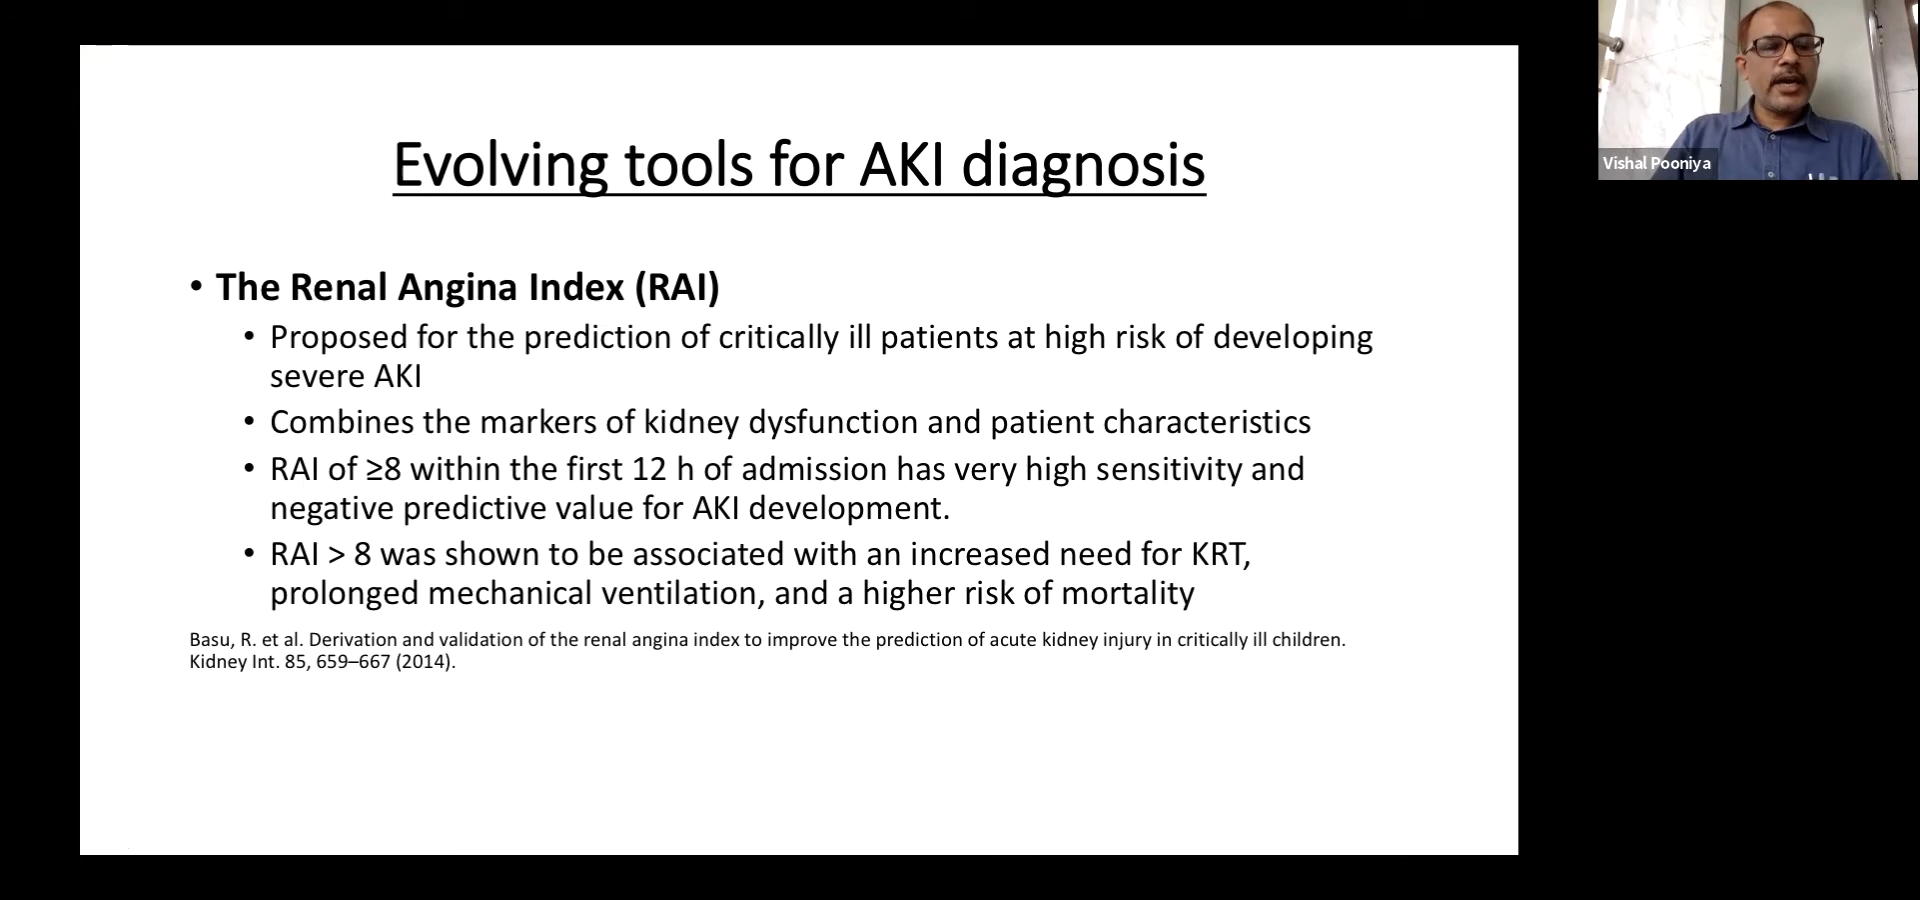 Evolving tools for AKI diagnosis
• The Renal Angina Index (RAI)
• Proposed for the prediction of critically ill patients at high risk of developing
severe AKI
• Combines the markers of kidney dysfunction and patient characteristics
• RAI of ≥8 within the first 12 h of admission has very high sensitivity and
negative predictive value for AKI development.
• RAI > 8 was shown to be associated with an increased need for KRT,
prolonged mechanical ventilation, and a higher risk of mortality
Basu, R. et al. Derivation and validation of the renal angina index to improve the prediction of acute kidney injury in critically ill children.
Kidney Int. 85, 659–667 (2014).
Vishal Pooniya